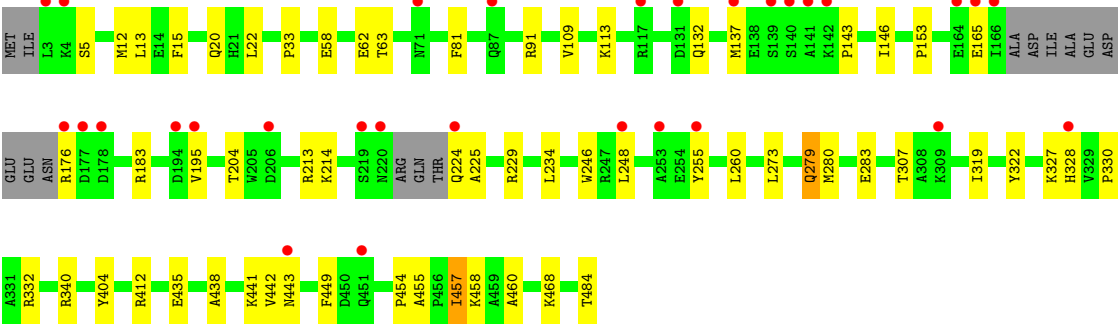 MET ILE L3 K4 S5 M12 L13 E14 F15 Q20 H21 L22 P33 E58 E62 T63 N71 F81 Q87 R91 V109 K113 R117 D131 Q132 M137 E138 S139 S140 A141 K142 P143 I146 P153 E164 E165 I166 ALA ASP ILE ALA GLU ASP
GLU GLU ASN R176 D177 D178 R183 D194 V195 T204 W205 D206 R213 K214 S219 N220 ARG GLN THR Q224 A225 R229 L234 W246 R247 L248 A253 E254 Y255 L260 L273 Q279 M280 E283 T307 A308 K309 I319 Y322 K327 H328 V329 P330
A331 R332 R340 Y404 R412 E435 A438 K441 V442 N443 F449 D450 Q451 P454 A455 P456 I457 K458 A459 A460 K468 T484